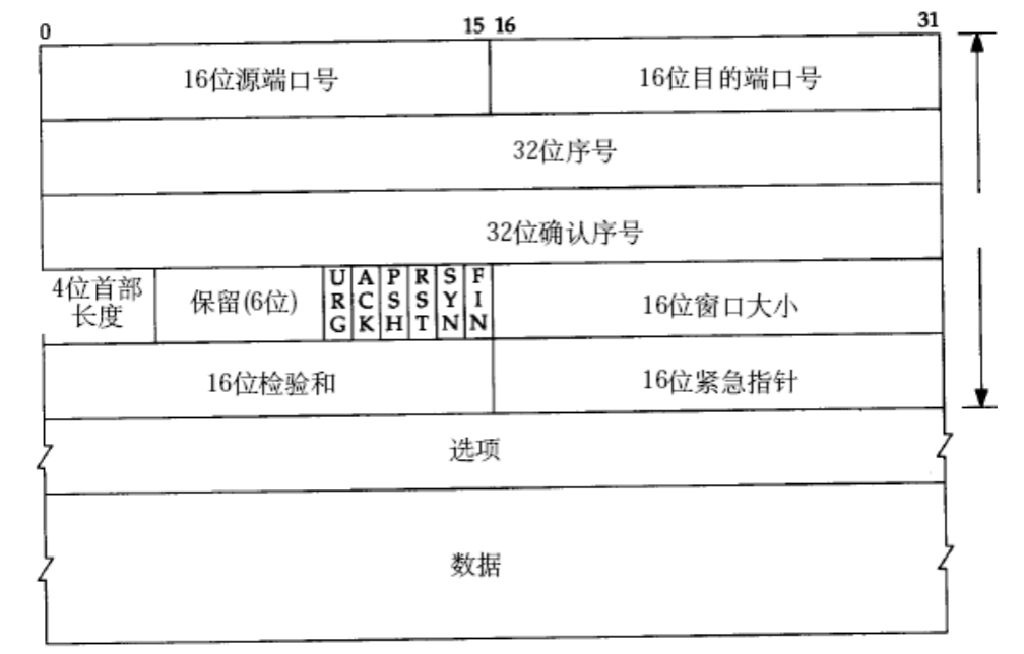 0 15 16 31
16位源端口号 16位目的端口号
32位序号
32位确认序号
4位首部
长度
保留(6位)
URG
ACK
PSH
RST
SYN
FIN
16位窗口大小
16位检验和 16位紧急指针
选项
数据